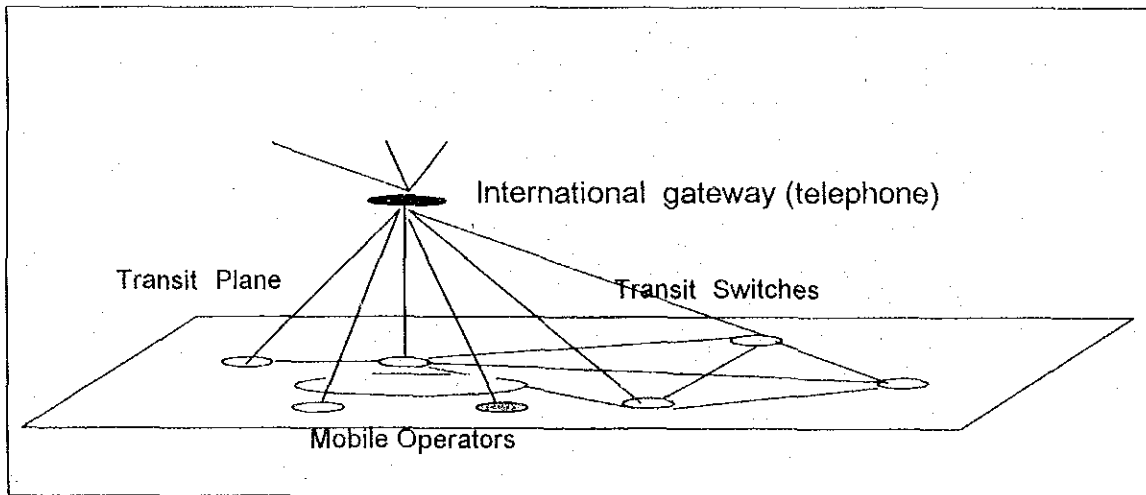 International gateway (telephone)
Transit Plane
Transit Switches
Mobile Operators